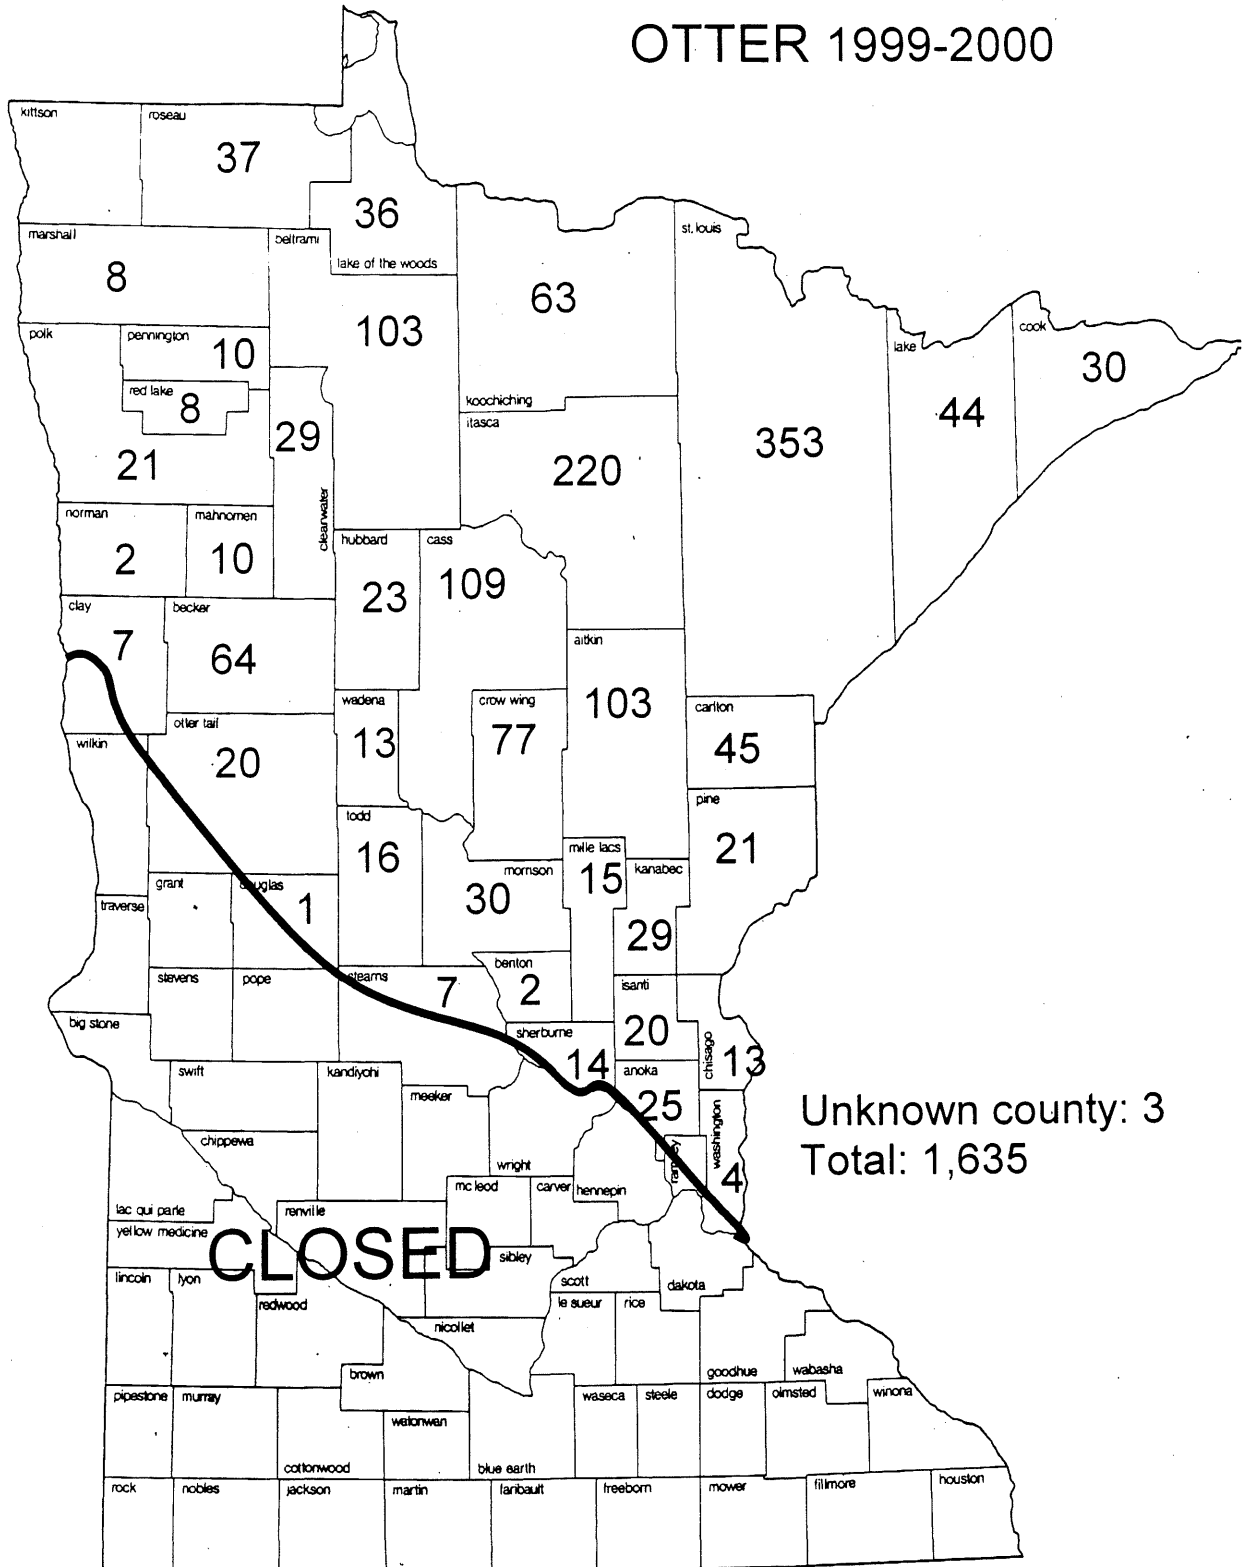 OTTER 1999-2000
kittson
roseau
37
36
lake of the woods
marshall
8
beltrami
103
63
koochiching
st. louis
353
lake
44
cook
30
polk
21
pennington
10
red lake
8
29
clearwater
itasca
220
norman
2
mahnomen
10
hubbard
23
cass
109
clay
7
becker
64
aitkin
103
wilkin
otter tail
20
wadena
13
crow wing
77
carlton
45
pine
21
todd
16
morrison
30
mille lacs
15
kanabec
29
grant
douglas
1
traverse
stevens
pope
stearns
7
benton
2
isanti
20
chisago
13
big stone
sherburne
14
anoka
25
swift
kandiyohi
meeker
washington
4
Unknown county: 3
Total: 1,635
chippewa
wright
ramsey
mc leod
carver
hennepin
lac qui parle
renville
yellow medicine
CLOSED
sibley
scott
dakota
lincoln
lyon
redwood
nicollet
le sueur
rice
goodhue
wabasha
brown
pipestone
murray
cottonwood
watonwan
blue earth
waseca
steele
dodge
olmsted
winona
rock
nobles
jackson
martin
faribault
freeborn
mower
fillmore
houston